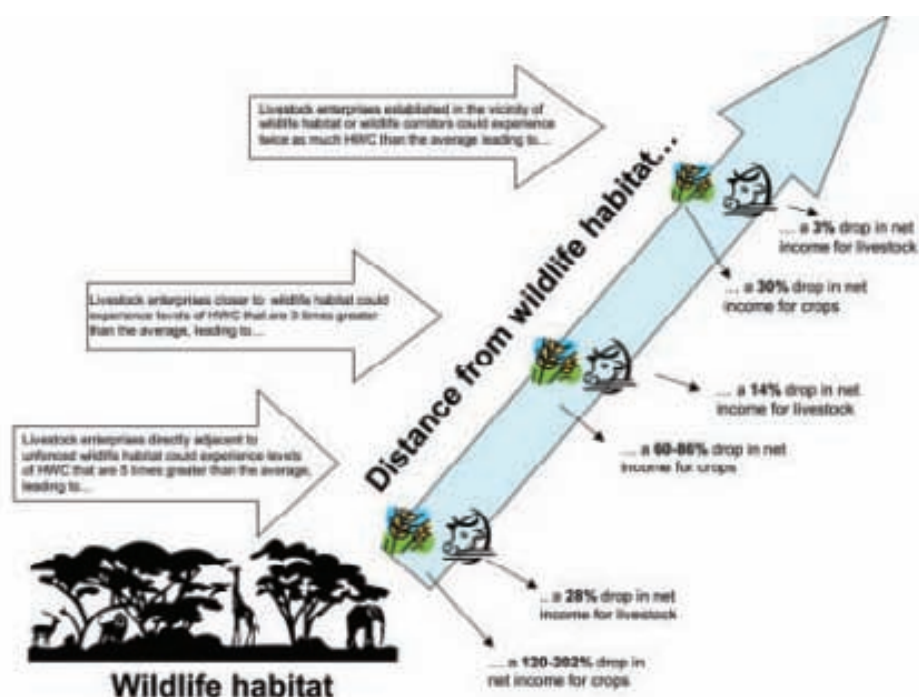 Livestock enterprises established in the vicinity of
wildlife habitat or wildlife corridors could experience
twice as much HWC than the average leading to...
Livestock enterprises closer to wildlife habitat could
experience levels of HWC that are 3 times greater
than the average, leading to...
Livestock enterprises directly adjacent to
unfenced wildlife habitat could experience levels
of HWC that are 5 times greater than the average,
leading to...
Distance from wildlife habitat...
.... a 3% drop in net
income for livestock
... a 30% drop in net
income for crops
.... a 14% drop in net
income for livestock
.... a 60-86% drop in net
income for crops
... a 28% drop in net
income for livestock
.... a 120-202% drop in
net income for crops
Wildlife habitat